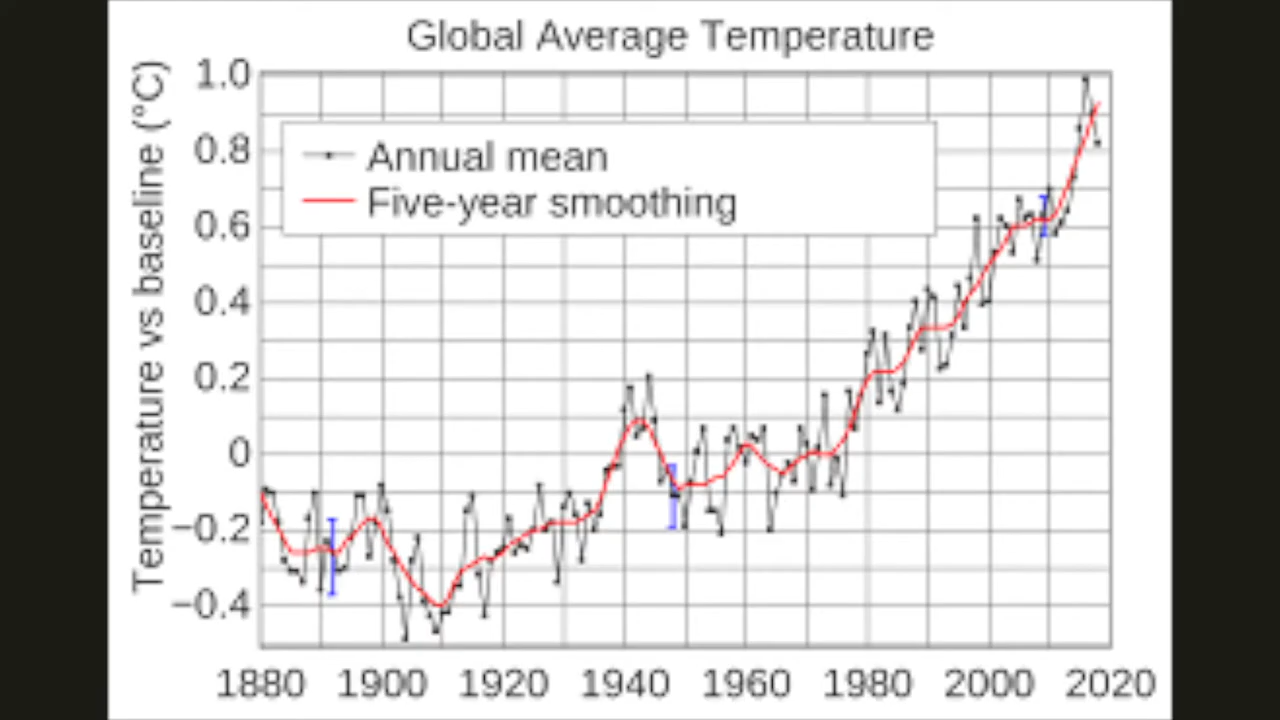 Global Average Temperature
Temperature vs baseline (°C)
1.0
0.8
0.6
0.4
0.2
0
−0.2
−0.4
Annual mean
Five-year smoothing
1880 1900 1920 1940 1960 1980 2000 2020